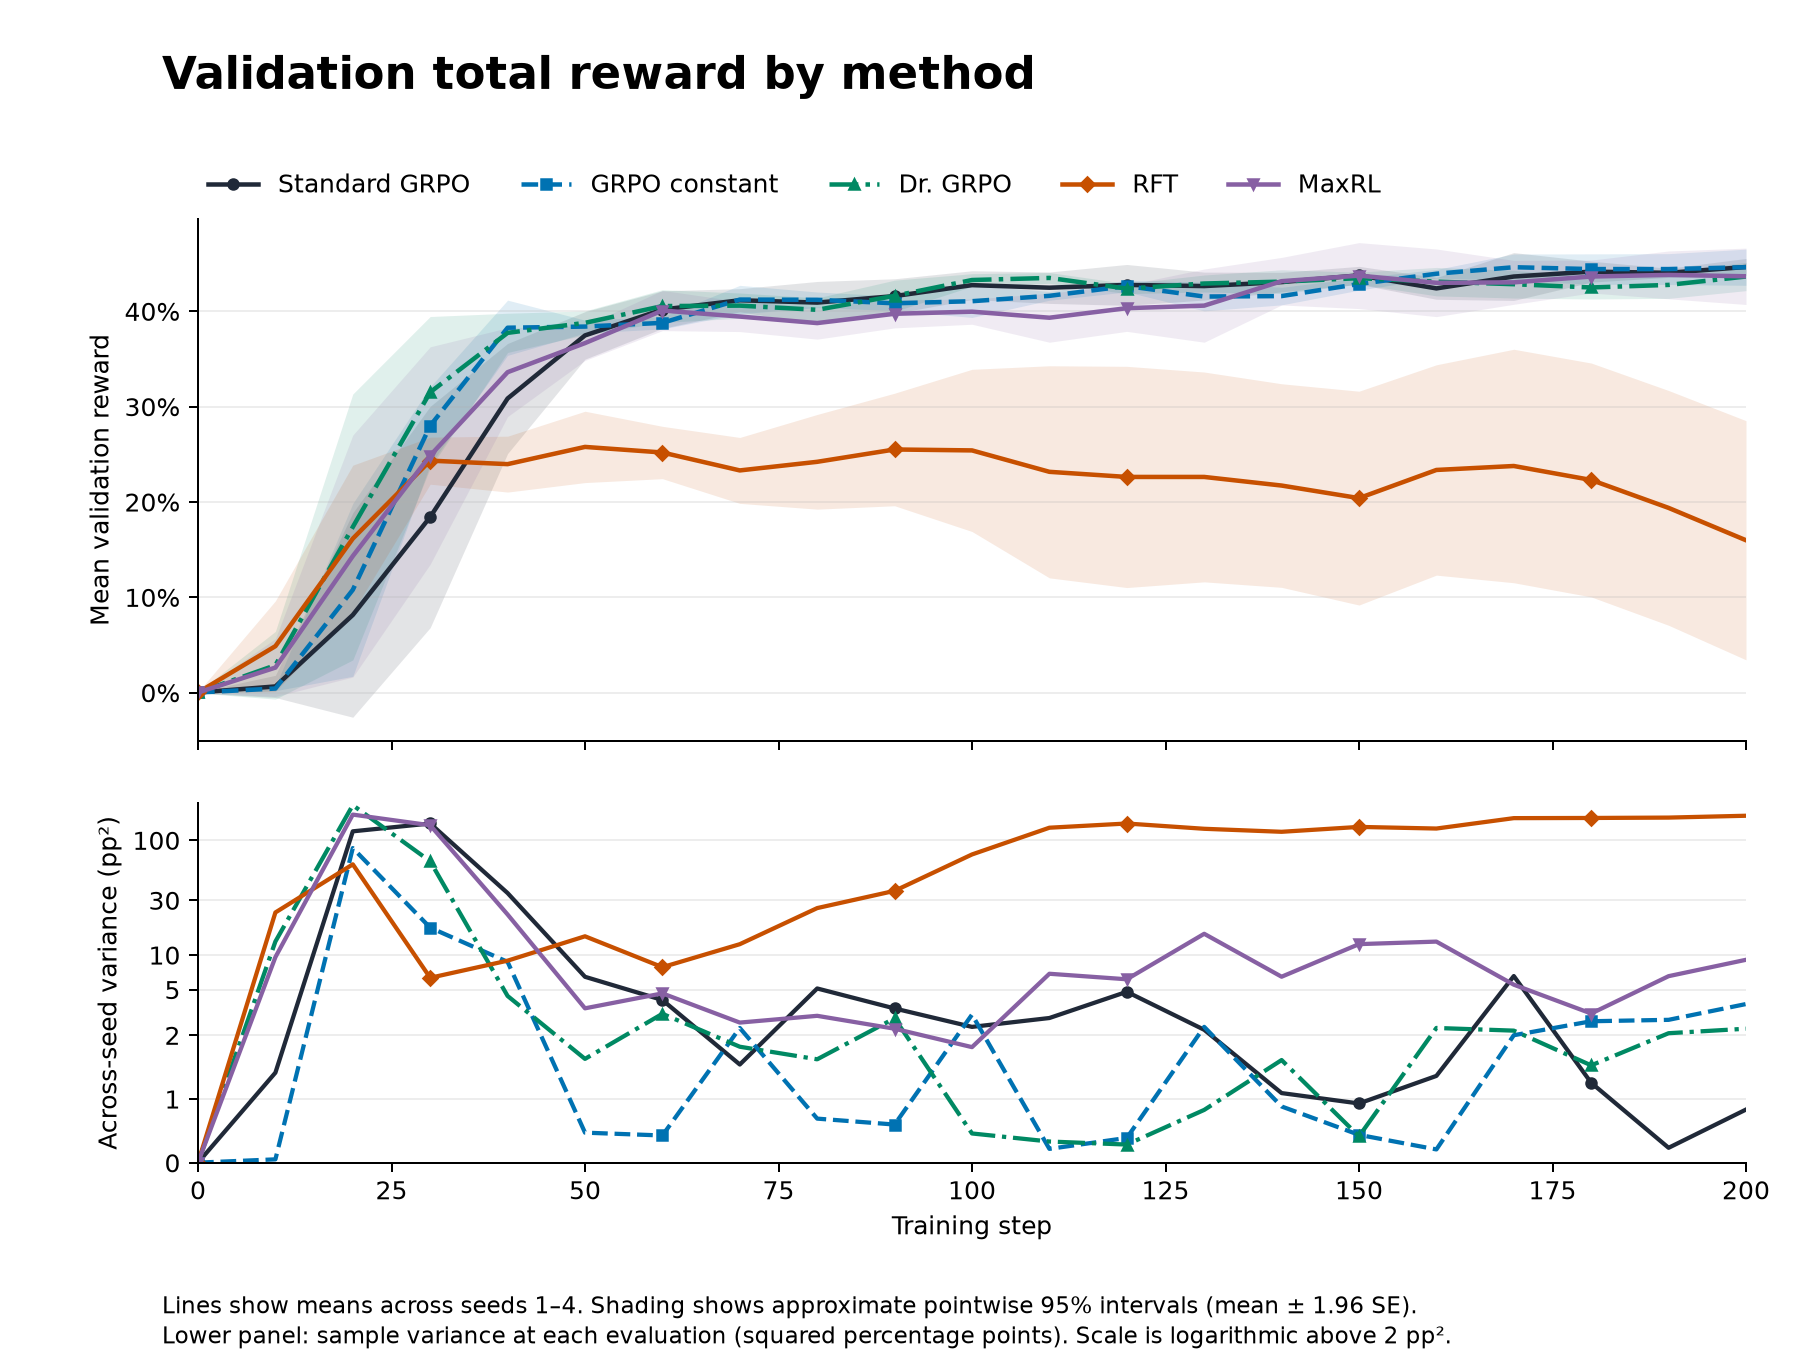 Validation total reward by method
Standard GRPO GRPO constant Dr. GRPO RFT MaxRL
Mean validation reward
40%
30%
20%
10%
0%
Across-seed variance (pp²)
100
30
10
5
2
1
0
0 25 50 75 100 125 150 175 200
Training step
Lines show means across seeds 1–4. Shading shows approximate pointwise 95% intervals (mean ± 1.96 SE).
Lower panel: sample variance at each evaluation (squared percentage points). Scale is logarithmic above 2 pp².